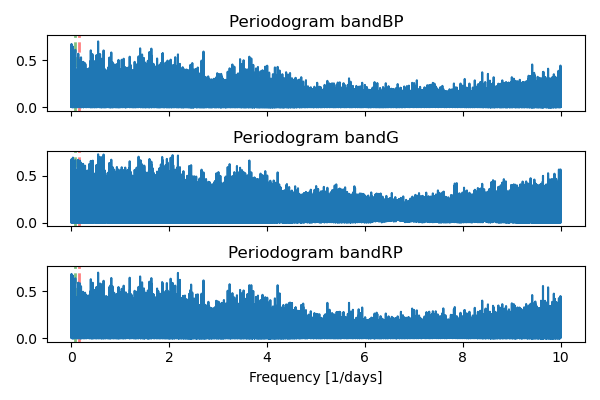 Periodogram bandBP
0.5
0.0
Periodogram bandG
0.5
0.0
Periodogram bandRP
0.5
0.0
0 2 4 6 8 10
Frequency [1/days]